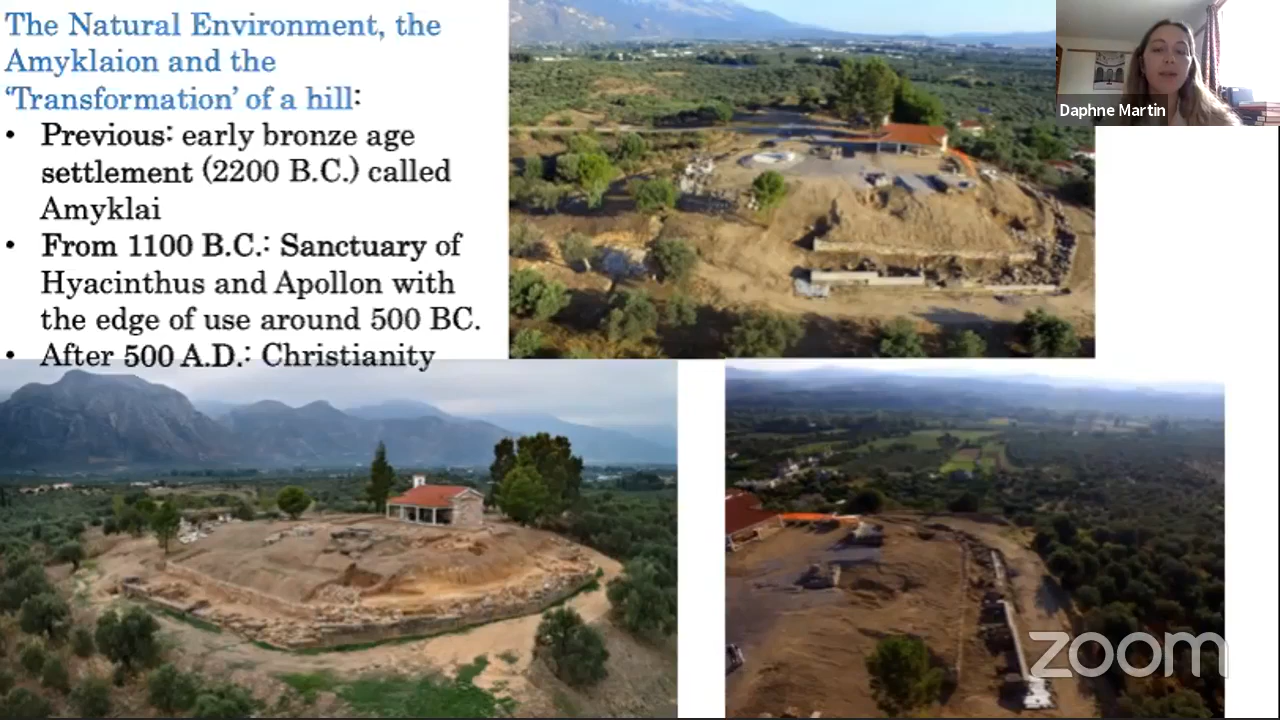 The Natural Environment, the
Amyklaion and the
‘Transformation’ of a hill:
• Previous: early bronze age
settlement (2200 B.C.) called
Amyklai
• From 1100 B.C.: Sanctuary of
Hyacinthus and Apollon with
the edge of use around 500 BC.
• After 500 A.D.: Christianity
Daphne Martin
zoom